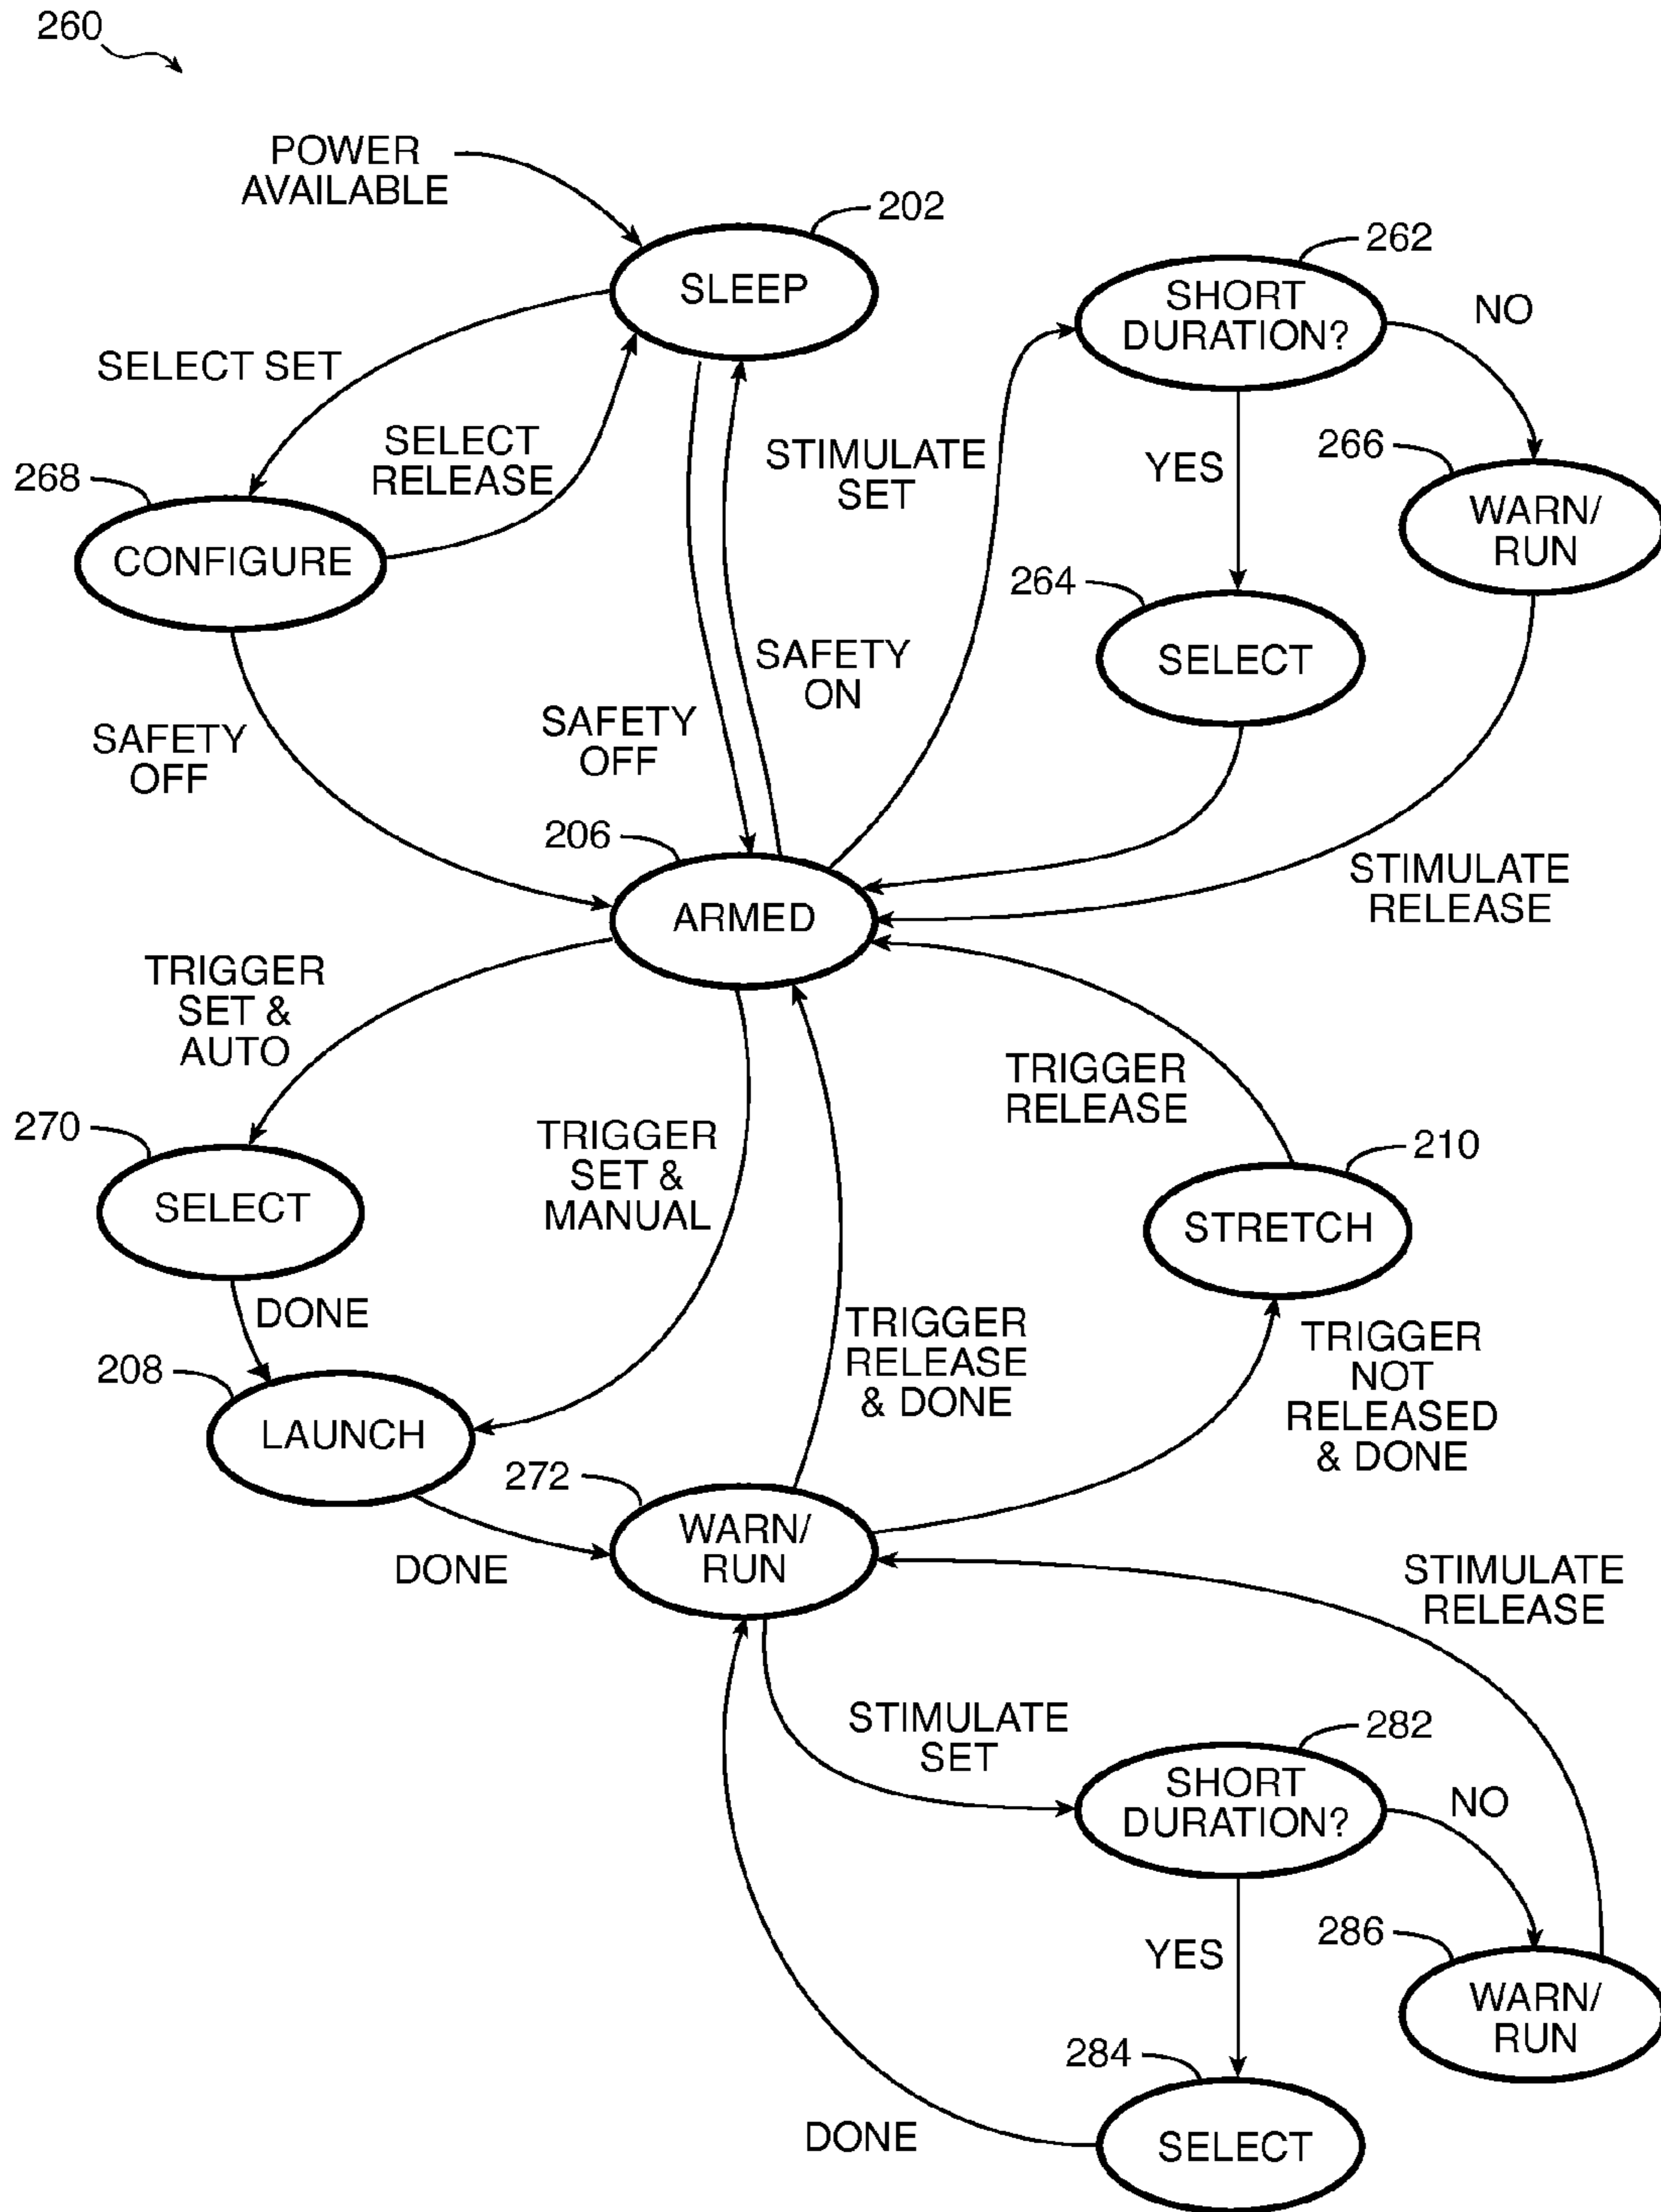 260
POWER
AVAILABLE
202
SLEEP
262
SHORT
DURATION?
NO
SELECT SET
SELECT
RELEASE
STIMULATE
SET
YES
266
WARN/
RUN
268
CONFIGURE
264
SELECT
SAFETY
ON
SAFETY
OFF
SAFETY
OFF
206
ARMED
STIMULATE
RELEASE
TRIGGER
SET &
AUTO
TRIGGER
RELEASE
270
SELECT
TRIGGER
SET &
MANUAL
210
STRETCH
DONE
TRIGGER
RELEASE
& DONE
TRIGGER
NOT
RELEASED
& DONE
208
LAUNCH
272
WARN/
RUN
DONE
STIMULATE
RELEASE
STIMULATE
SET
282
SHORT
DURATION?
NO
YES
286
WARN/
RUN
284
SELECT
DONE